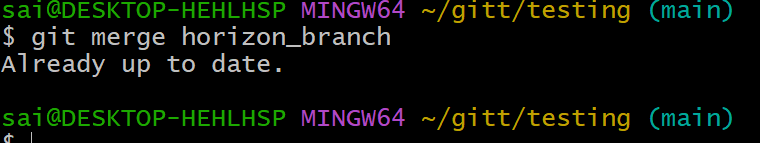 sai@DESKTOP-HEHLHSP MINGW64 ~/gitt/testing (main)
$ git merge horizon_branch
Already up to date.
sai@DESKTOP-HEHLHSP MINGW64 ~/gitt/testing (main)
$